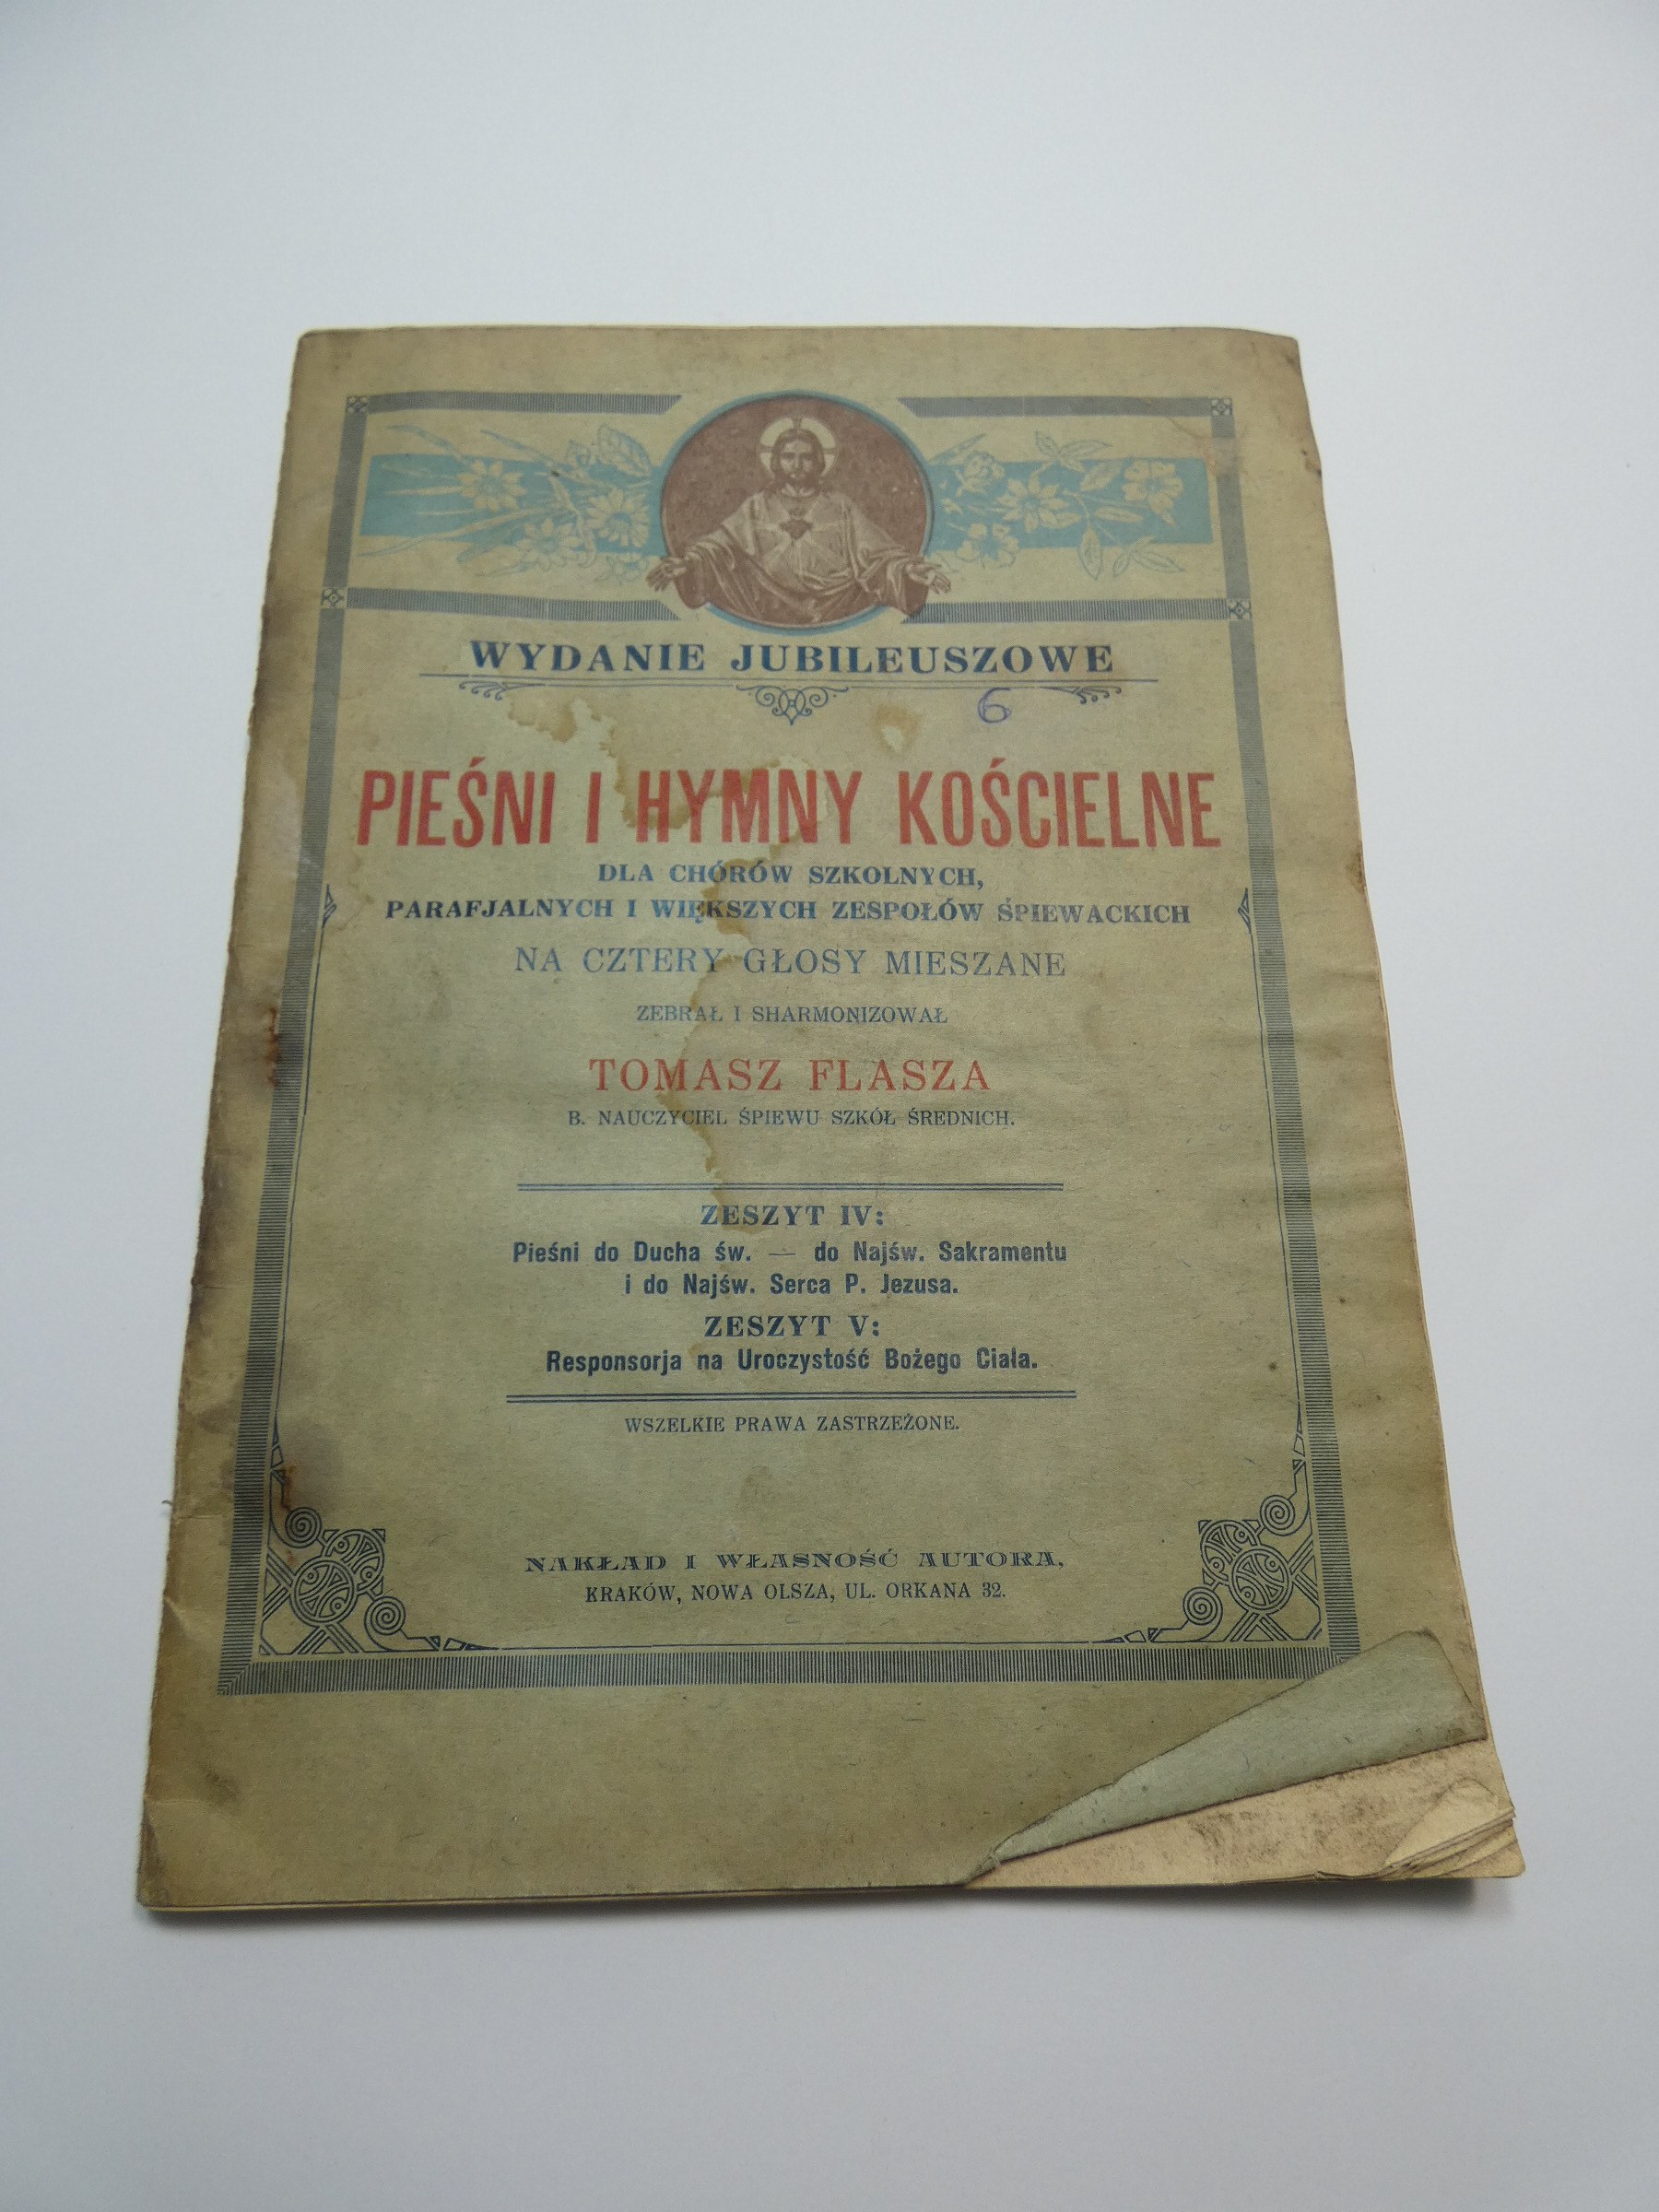 WYDANIE JUBILEUSZOWE
6
PIEŚNI I HYMNY KOŚCIELNE
DLA CHÓRÓW SZKOLNYCH,
PARAFJALNYCH I WIĘKSZYCH ZESPOŁÓW ŚPIEWACKICH
NA CZTERY GŁOSY MIESZANE
ZEBRAŁ I SHARMONIZOWAŁ
TOMASZ FLASZA
B. NAUCZYCIEL ŚPIEWU SZKÓŁ ŚREDNICH.
ZESZYT IV:
Pieśni do Ducha św. — do Najśw. Sakramentu
i do Najśw. Serca P. Jezusa.
ZESZYT V:
Responsorja na Uroczystość Bożego Ciała.
WSZELKIE PRAWA ZASTRZEŻONE.
NAKŁAD I WŁASNOŚĆ AUTORA,
KRAKÓW, NOWA OLSZA, UL. ORKANA 32.